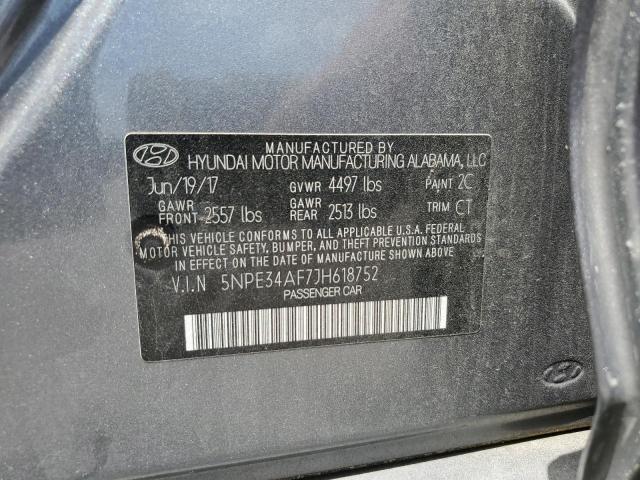 MANUFACTURED BY
HYUNDAI MOTOR MANUFACTURING ALABAMA, LLC
Jun/19/17 GVWR 4497 lbs PAINT 2C
GAWR FRONT 2557 lbs GAWR REAR 2513 lbs TRIM CT
THIS VEHICLE CONFORMS TO ALL APPLICABLE U.S.A. FEDERAL
MOTOR VEHICLE SAFETY, BUMPER, AND THEFT PREVENTION STANDARDS
IN EFFECT ON THE DATE OF MANUFACTURE SHOWN ABOVE
V.I.N 5NPE34AF7JH618752
PASSENGER CAR